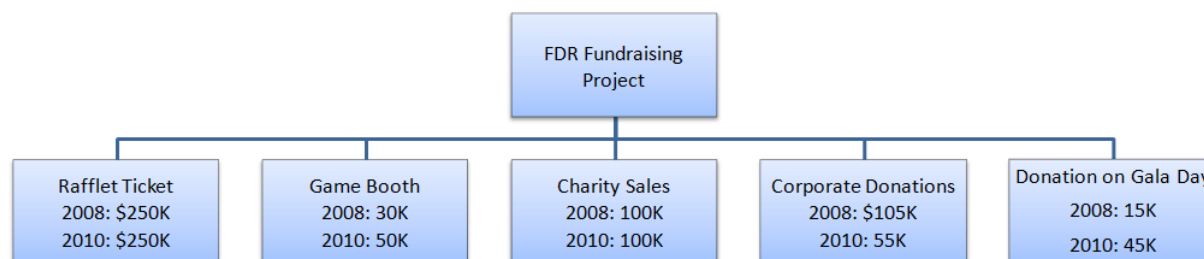 FDR Fundraising
Project
Rafflet Ticket
2008: $250K
2010: $250K
Game Booth
2008: 30K
2010: 50K
Charity Sales
2008: 100K
2010: 100K
Corporate Donations
2008: $105K
2010: 55K
Donation on Gala Day
2008: 15K
2010: 45K